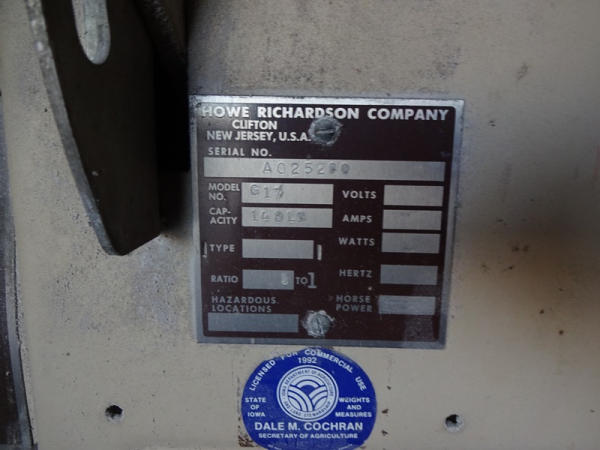 HOWE RICHARDSON COMPANY
CLIFTON
NEW JERSEY, U.S.A.
SERIAL NO.
MODEL NO. G17 VOLTS
CAP-ACITY AMPS
TYPE WATTS
RATIO TO 1 HERTZ
HAZARDOUS LOCATIONS HORSE POWER
LICENSED FOR COMMERCIAL USE
1992
STATE OF IOWA
WEIGHTS AND MEASURES
DALE M. COCHRAN
SECRETARY OF AGRICULTURE